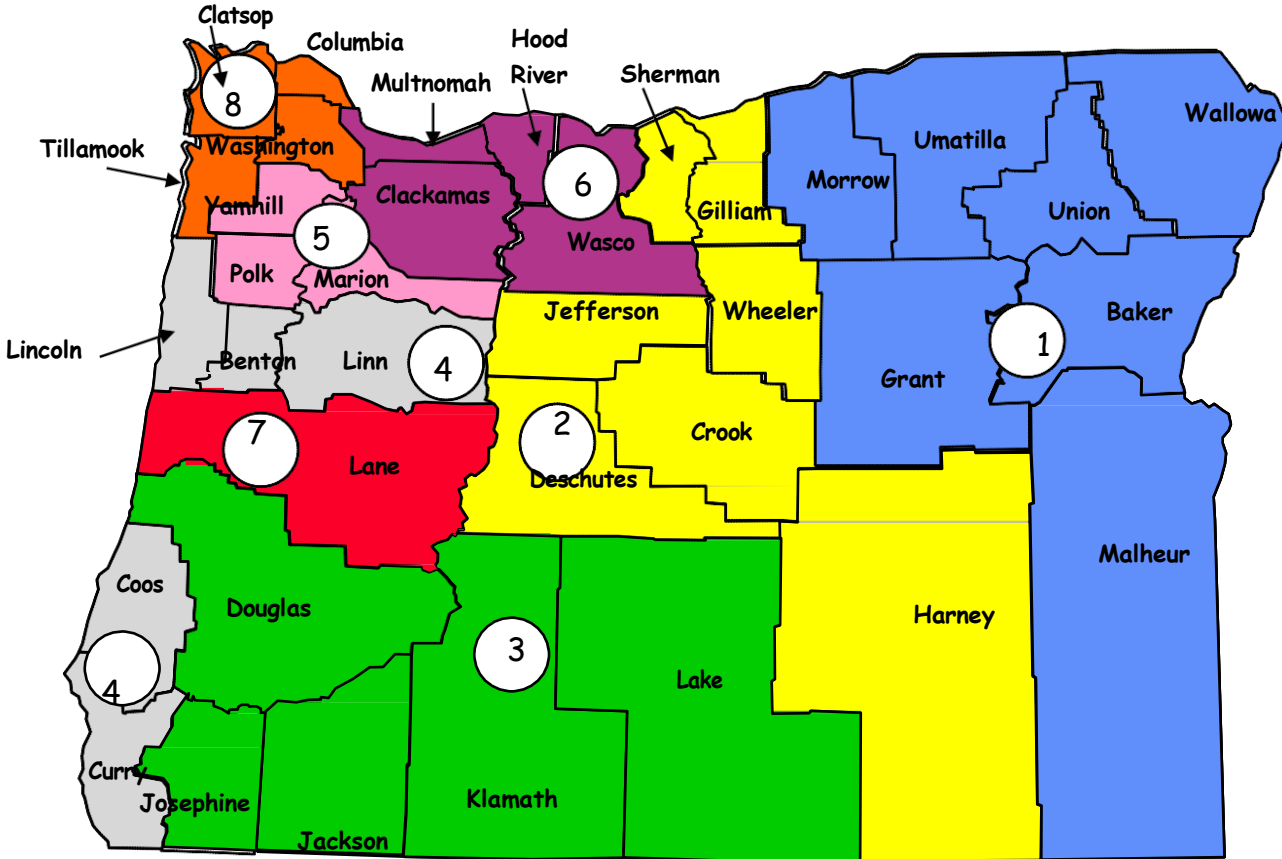 Clatsop
Columbia
Hood
River
Multnomah
Sherman
8
Wallowa
Umatilla
Tillamook
Washington
6
Morrow
Clackamas
Yamhill
Gilliam
Union
5
Wasco
Polk
Marion
Jefferson
Wheeler
Baker
Lincoln
Benton
Linn
4
1
Grant
7
2
Crook
Lane
Deschutes
Malheur
Coos
Douglas
Harney
3
Lake
4
Curry
Josephine
Klamath
Jackson